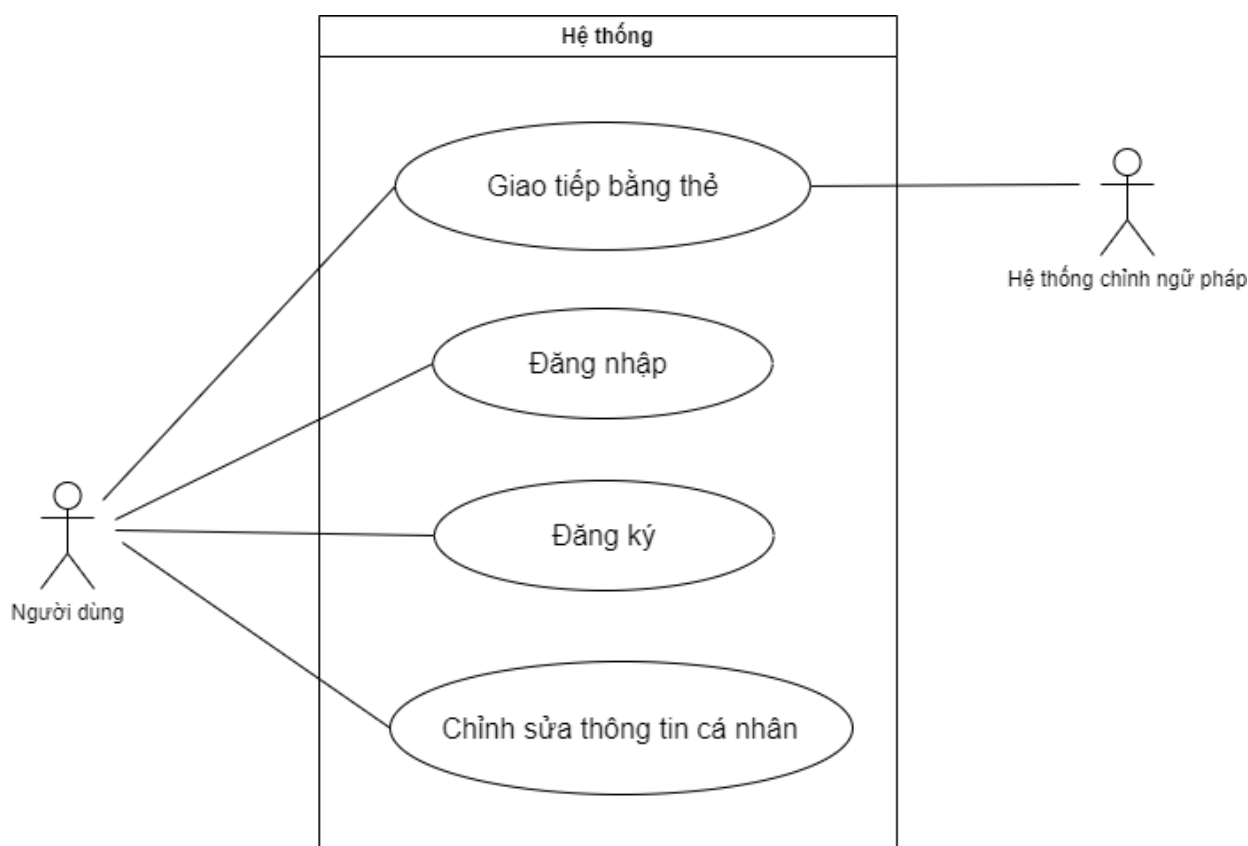 Hệ thống
Giao tiếp bằng thẻ
Hệ thống chỉnh ngữ pháp
Đăng nhập
Đăng ký
Người dùng
Chỉnh sửa thông tin cá nhân